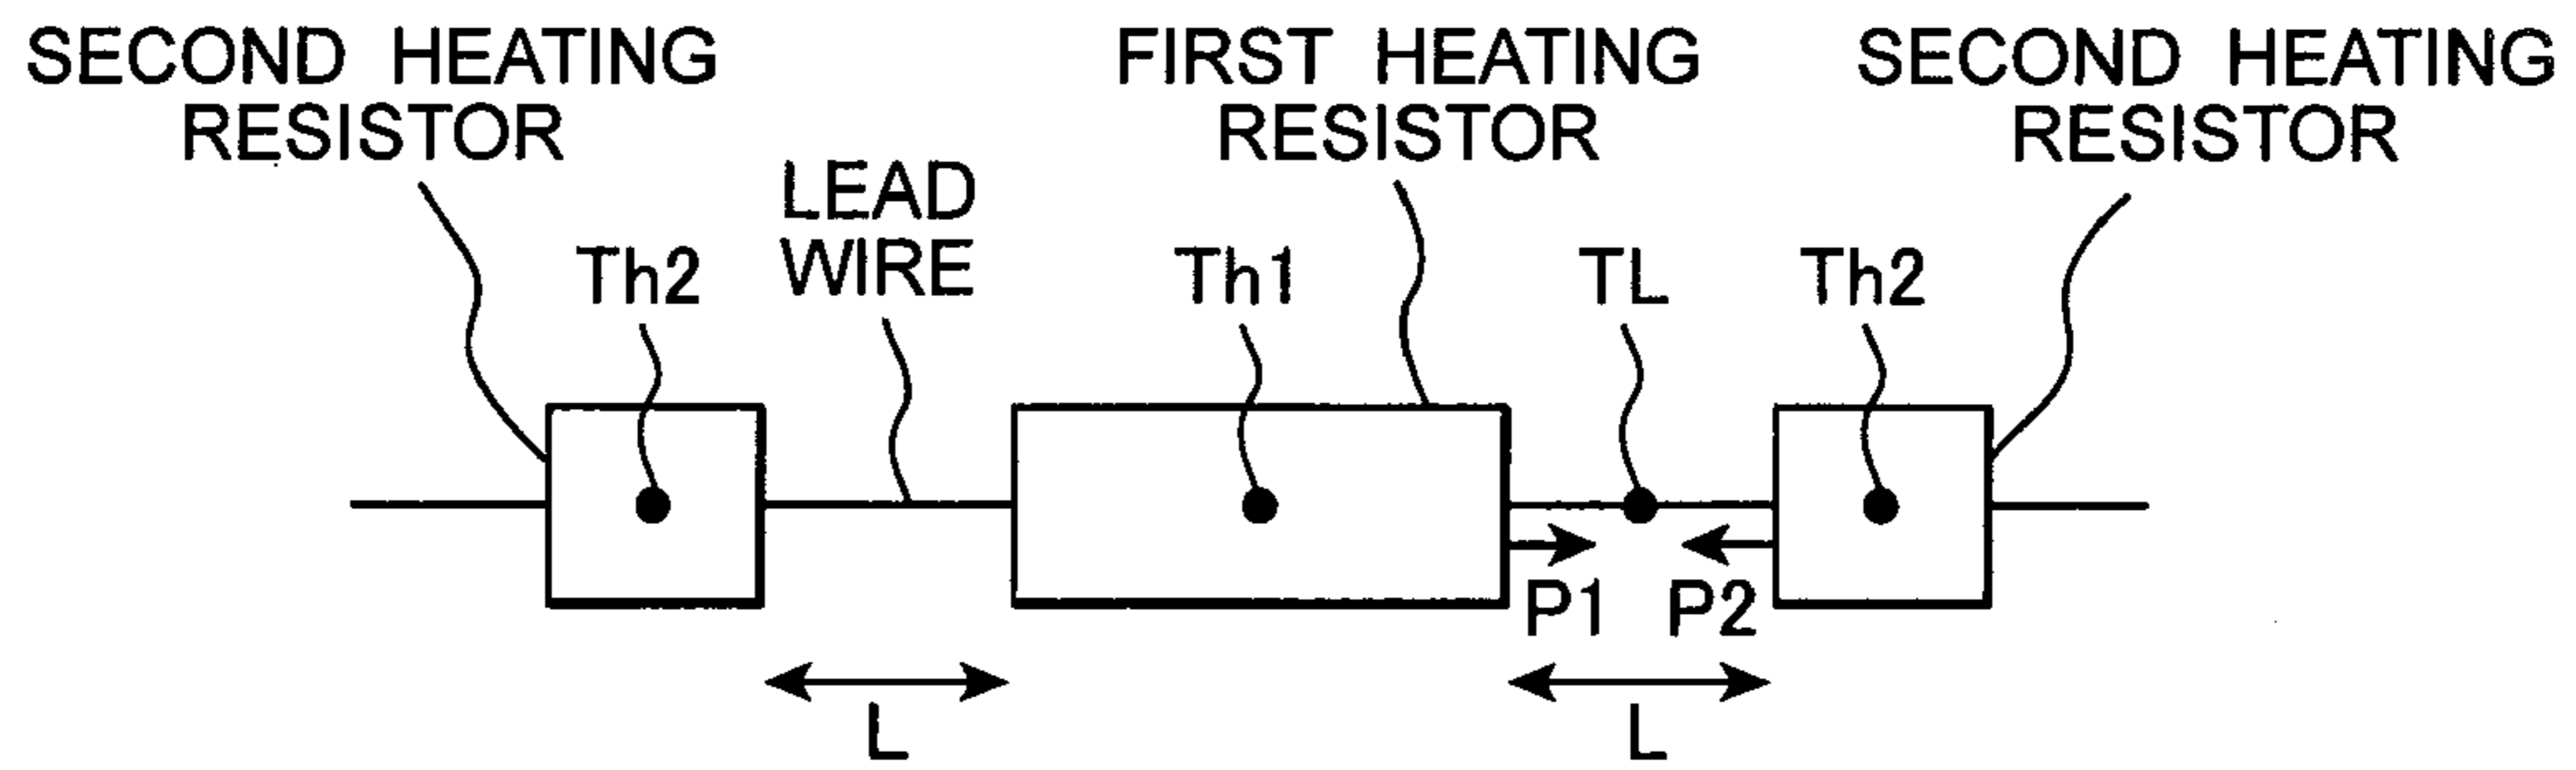 SECOND HEATING
RESISTOR
FIRST HEATING
RESISTOR
SECOND HEATING
RESISTOR
LEAD
WIRE
Th2
Th1
TL
Th2
P1
P2
L
L